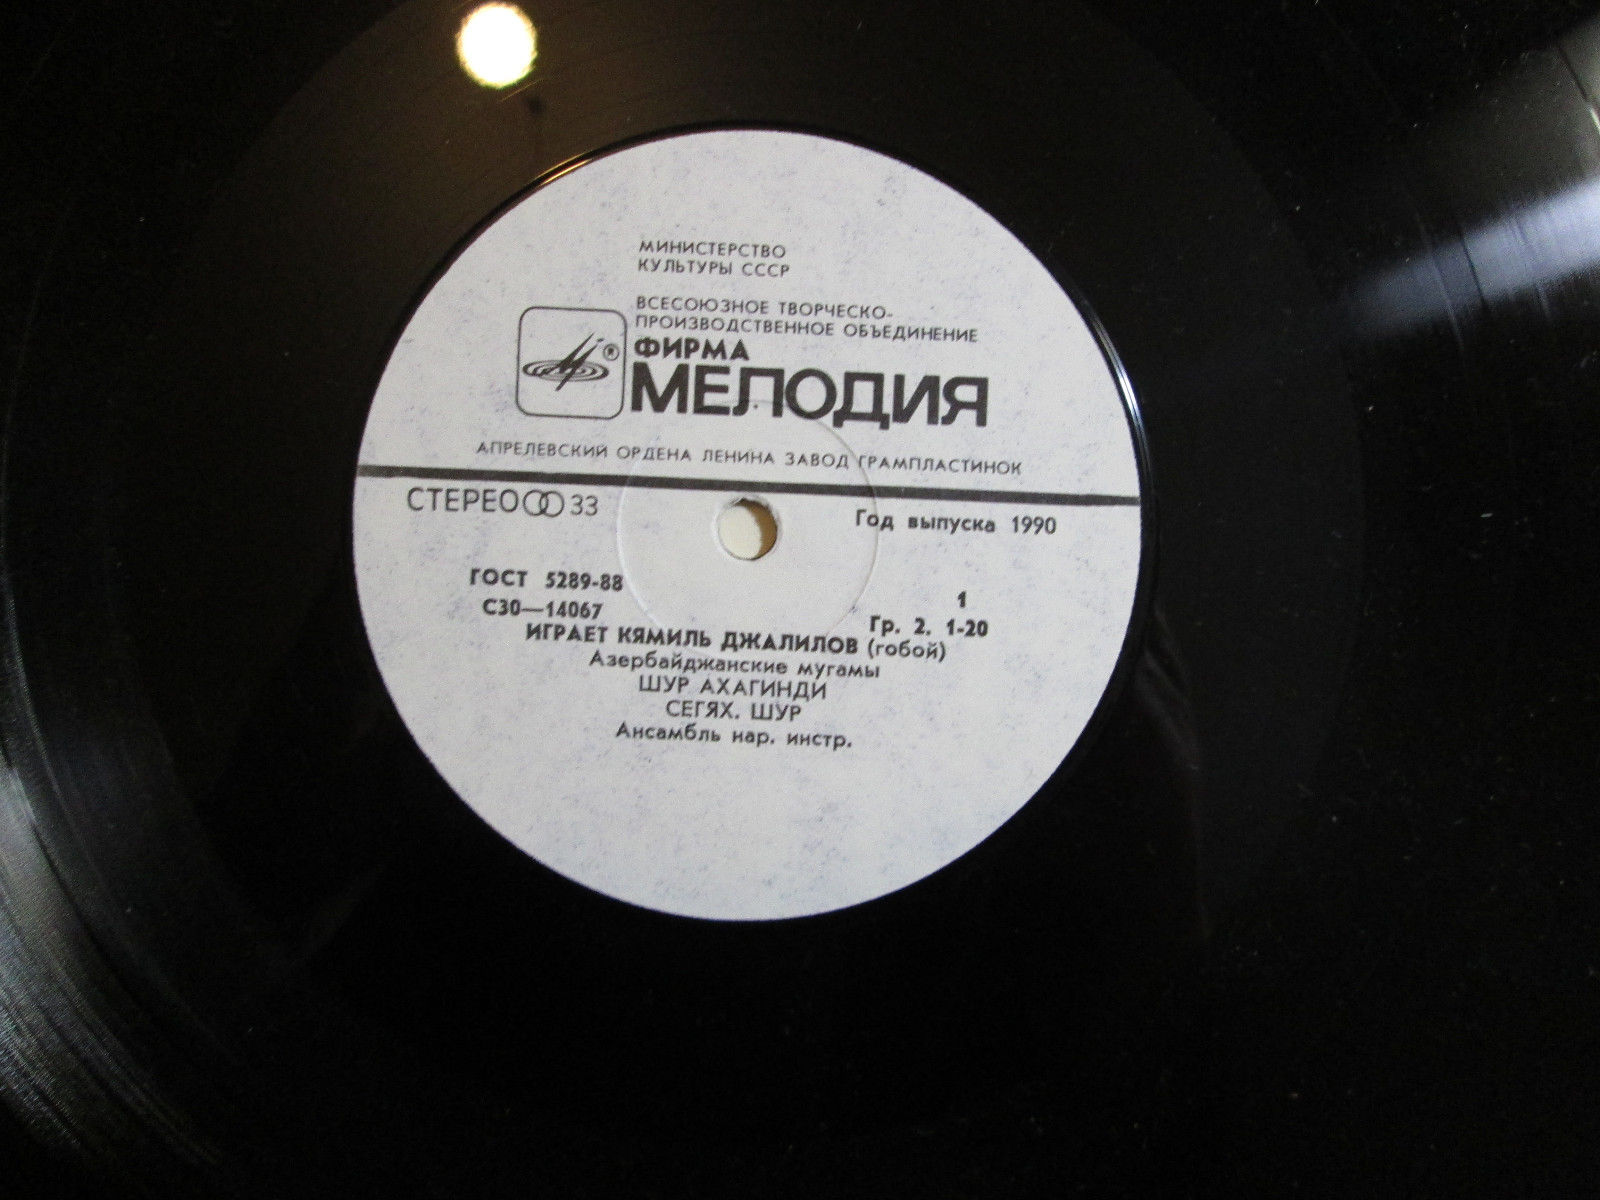 МИНИСТЕРСТВО
КУЛЬТУРЫ СССР
ВСЕСОЮЗНОЕ ТВОРЧЕСКО-
ПРОИЗВОДСТВЕННОЕ ОБЪЕДИНЕНИЕ
ФИРМА
®
МЕЛОДИЯ
АПРЕЛЕВСКИЙ ОРДЕНА ЛЕНИНА ЗАВОД ГРАМПЛАСТИНОК
СТЕРЕО 33
Год выпуска 1990
ГОСТ 5289-88
С30—14067
1
Гр. 2. 1-20
ИГРАЕТ КЯМИЛЬ ДЖАЛИЛОВ (гобой)
Азербайджанские мугамы
ШУР АХАГИНДИ
СЕГЯХ. ШУР
Ансамбль нар. инстр.